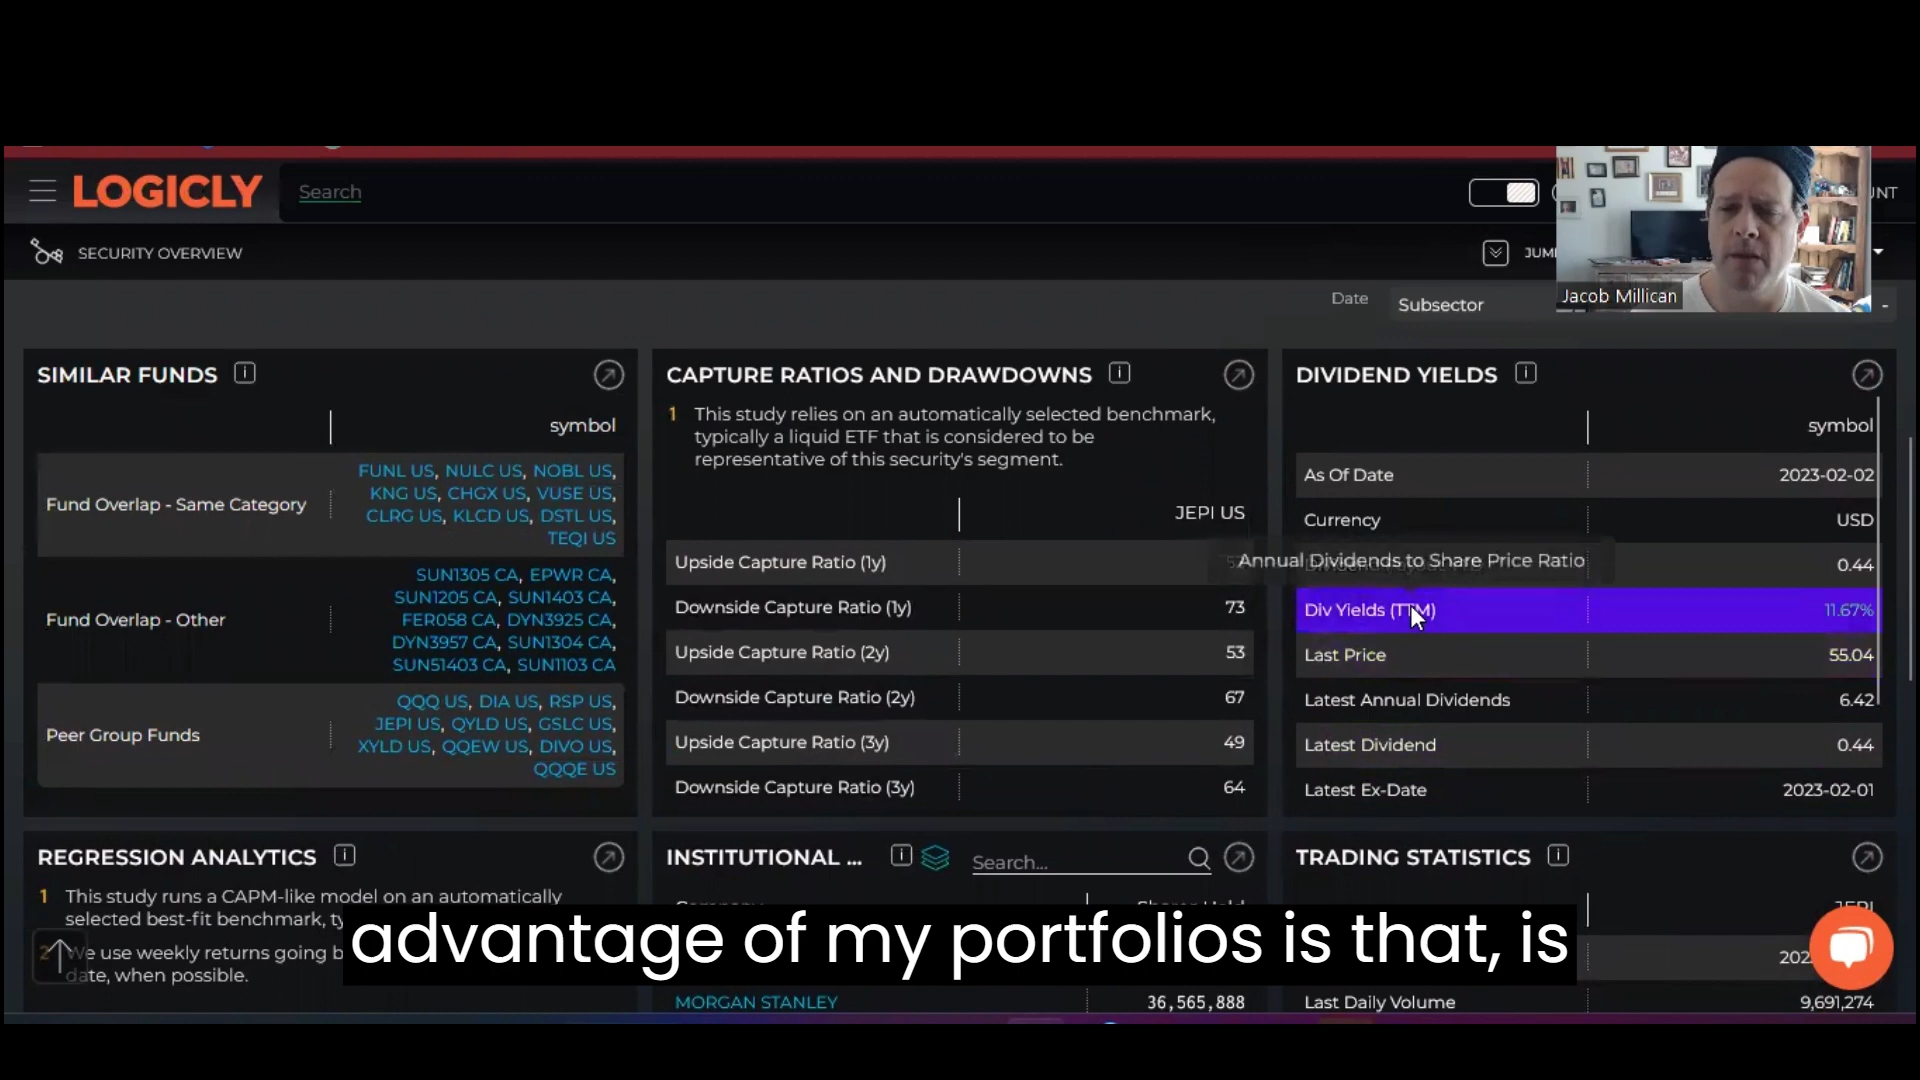 LOGICLY
Search
UNT
SECURITY OVERVIEW
JUM
Jacob Millican
Date
Subsector
SIMILAR FUNDS
symbol
Fund Overlap - Same Category
FUNL US, NULC US, NOBL US,
KNG US, CHGX US, VUSE US,
CLRG US, KLCD US, DSTL US,
TEQI US
Fund Overlap - Other
SUN1305 CA, EPWR CA,
SUN1205 CA, SUN1403 CA,
FER058 CA, DYN3925 CA,
DYN3957 CA, SUN1304 CA,
SUN51403 CA, SUN1103 CA
Peer Group Funds
QQQ US, DIA US, RSP US,
JEPI US, QYLD US, GSLC US,
XYLD US, QQEW US, DIVO US,
QQQE US
CAPTURE RATIOS AND DRAWDOWNS
1 This study relies on an automatically selected benchmark,
typically a liquid ETF that is considered to be
representative of this security's segment.
JEPI US
Upside Capture Ratio (1y)
Downside Capture Ratio (1y) 73
Upside Capture Ratio (2y) 53
Downside Capture Ratio (2y) 67
Upside Capture Ratio (3y) 49
Downside Capture Ratio (3y) 64
DIVIDEND YIELDS
symbol
As Of Date 2023-02-02
Currency USD
Annual Dividends to Share Price Ratio
0.44
Div Yields (TTM) 11.67%
Last Price 55.04
Latest Annual Dividends 6.42
Latest Dividend 0.44
Latest Ex-Date 2023-02-01
REGRESSION ANALYTICS
1 This study runs a CAPM-like model on an automatically
selected best-fit benchmark, ty
2 We use weekly returns going b
date, when possible.
INSTITUTIONAL ...
Search...
MORGAN STANLEY 36,565,888
TRADING STATISTICS
JEPI
202
Last Daily Volume 9,691,274
advantage of my portfolios is that, is